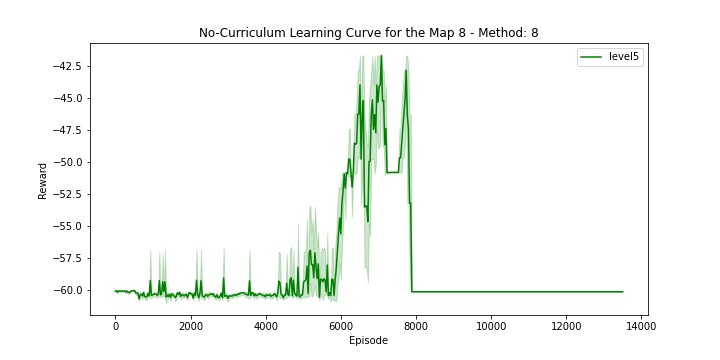 No-Curriculum Learning Curve for the Map 8 - Method: 8
level5
−42.5
−45.0
−47.5
−50.0
−52.5
−55.0
−57.5
−60.0
Reward
0 2000 4000 6000 8000 10000 12000 14000
Episode